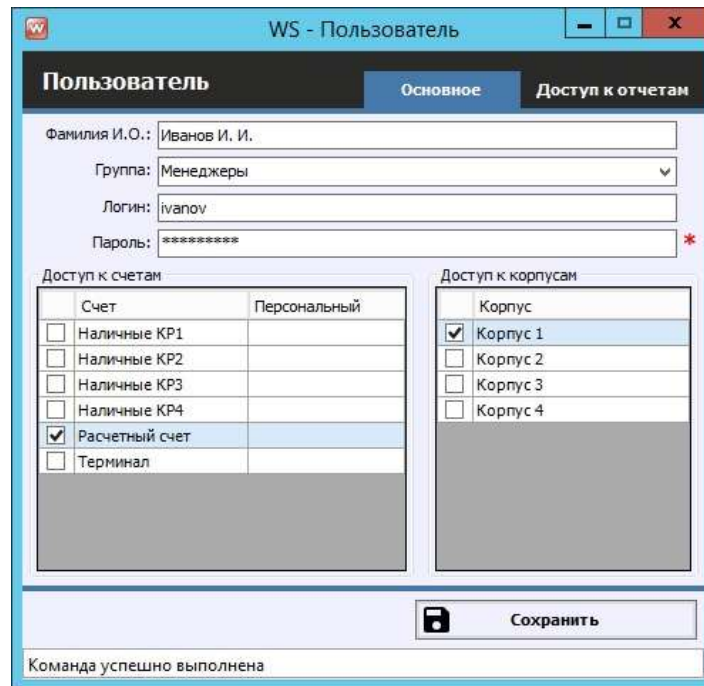 WS - Пользователь
Пользователь
Основное
Доступ к отчетам
Фамилия И.О.: Иванов И. И.
Группа: Менеджеры
Логин: ivanov
Пароль: ********* *
Доступ к счетам
Счет Персональный
Наличные КР1
Наличные КР2
Наличные КР3
Наличные КР4
Расчетный счет
Терминал
Доступ к корпусам
Корпус
Корпус 1
Корпус 2
Корпус 3
Корпус 4
Сохранить
Команда успешно выполнена